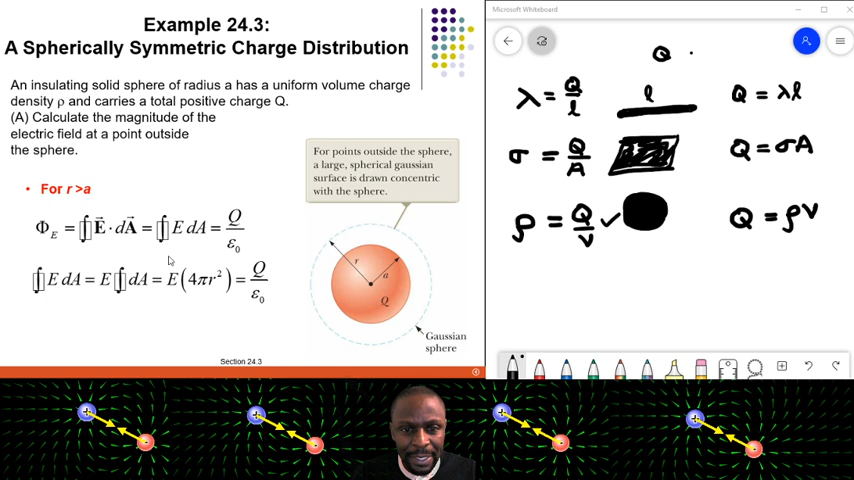 Example 24.3:
A Spherically Symmetric Charge Distribution
An insulating solid sphere of radius a has a uniform volume charge
density ρ and carries a total positive charge Q.
(A) Calculate the magnitude of the
electric field at a point outside
the sphere.
• For r >a
Φ_E = ∯ E⃗ · dA⃗ = ∯ E dA = Q/ε₀
∯ E dA = E ∯ dA = E(4πr²) = Q/ε₀
For points outside the sphere,
a large, spherical gaussian
surface is drawn concentric
with the sphere.
r
a
Q
Gaussian
sphere
Section 24.3
Microsoft Whiteboard
Q .
λ = Q/l l Q = λl
σ = Q/A Q = σA
ρ = Q/V ✓ Q = ρV